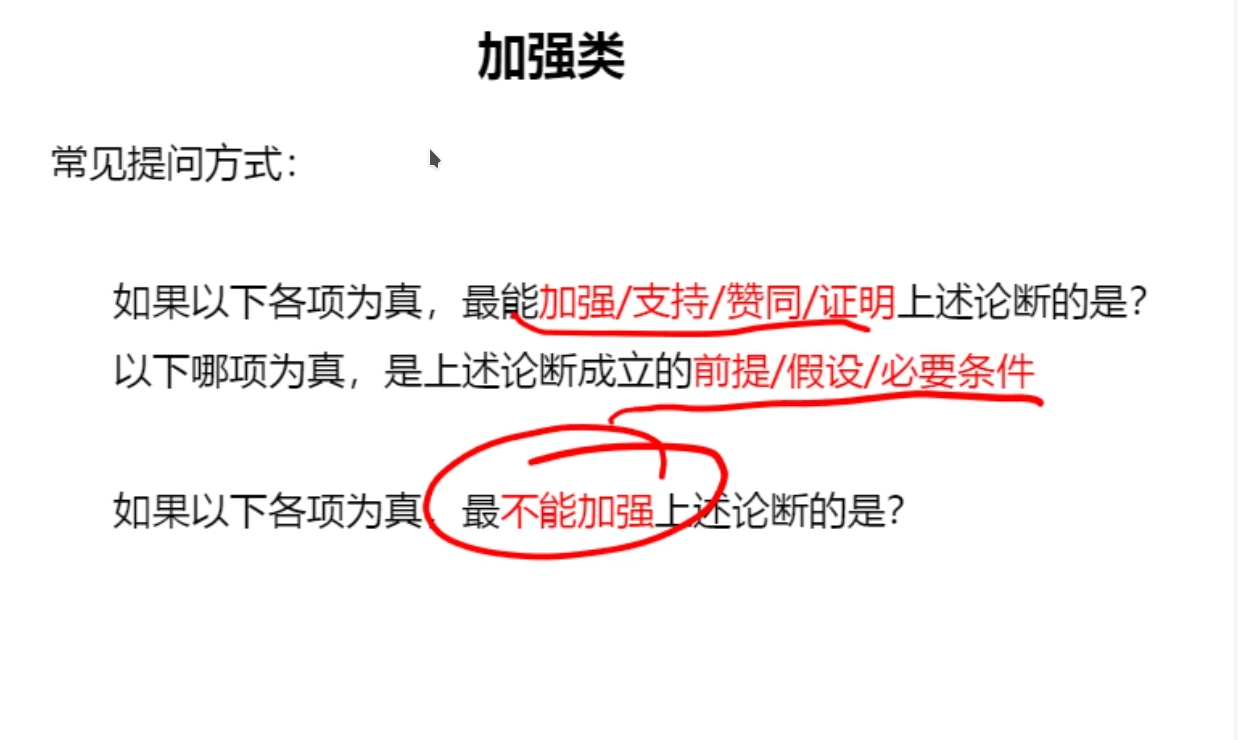 加强类
常见提问方式：
如果以下各项为真，最能加强/支持/赞同/证明上述论断的是？
以下哪项为真，是上述论断成立的前提/假设/必要条件
如果以下各项为真，最不能加强上述论断的是？